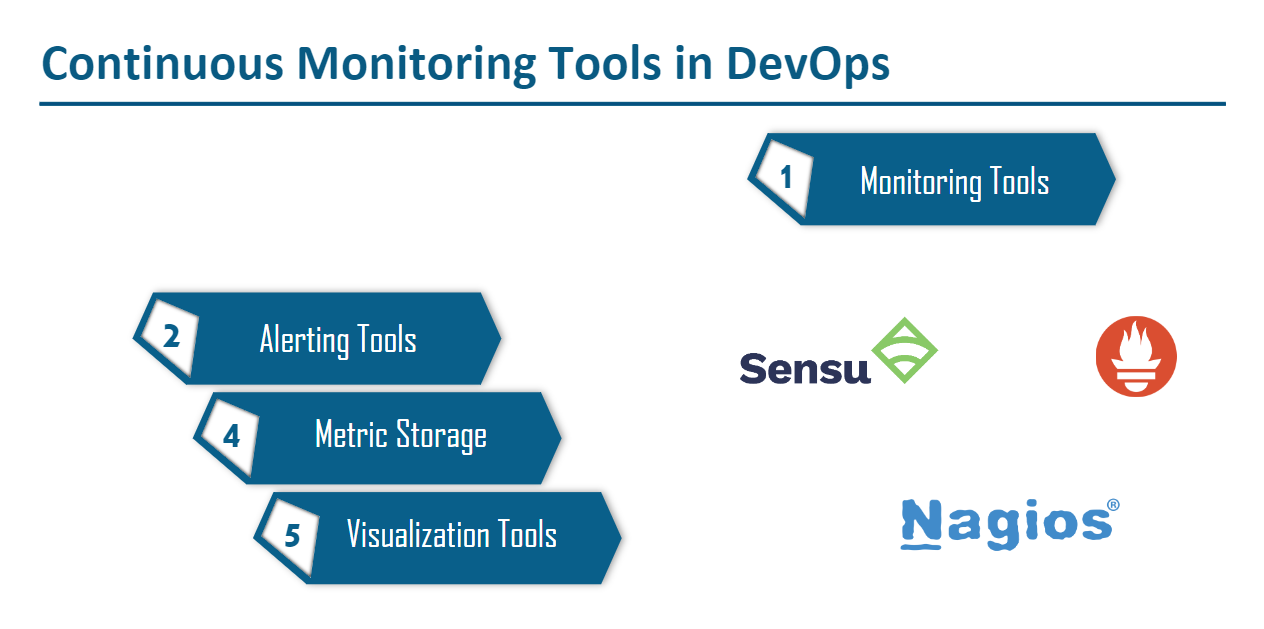 Continuous Monitoring Tools in DevOps
1 Monitoring Tools
2 Alerting Tools
4 Metric Storage
5 Visualization Tools
Sensu
Nagios®